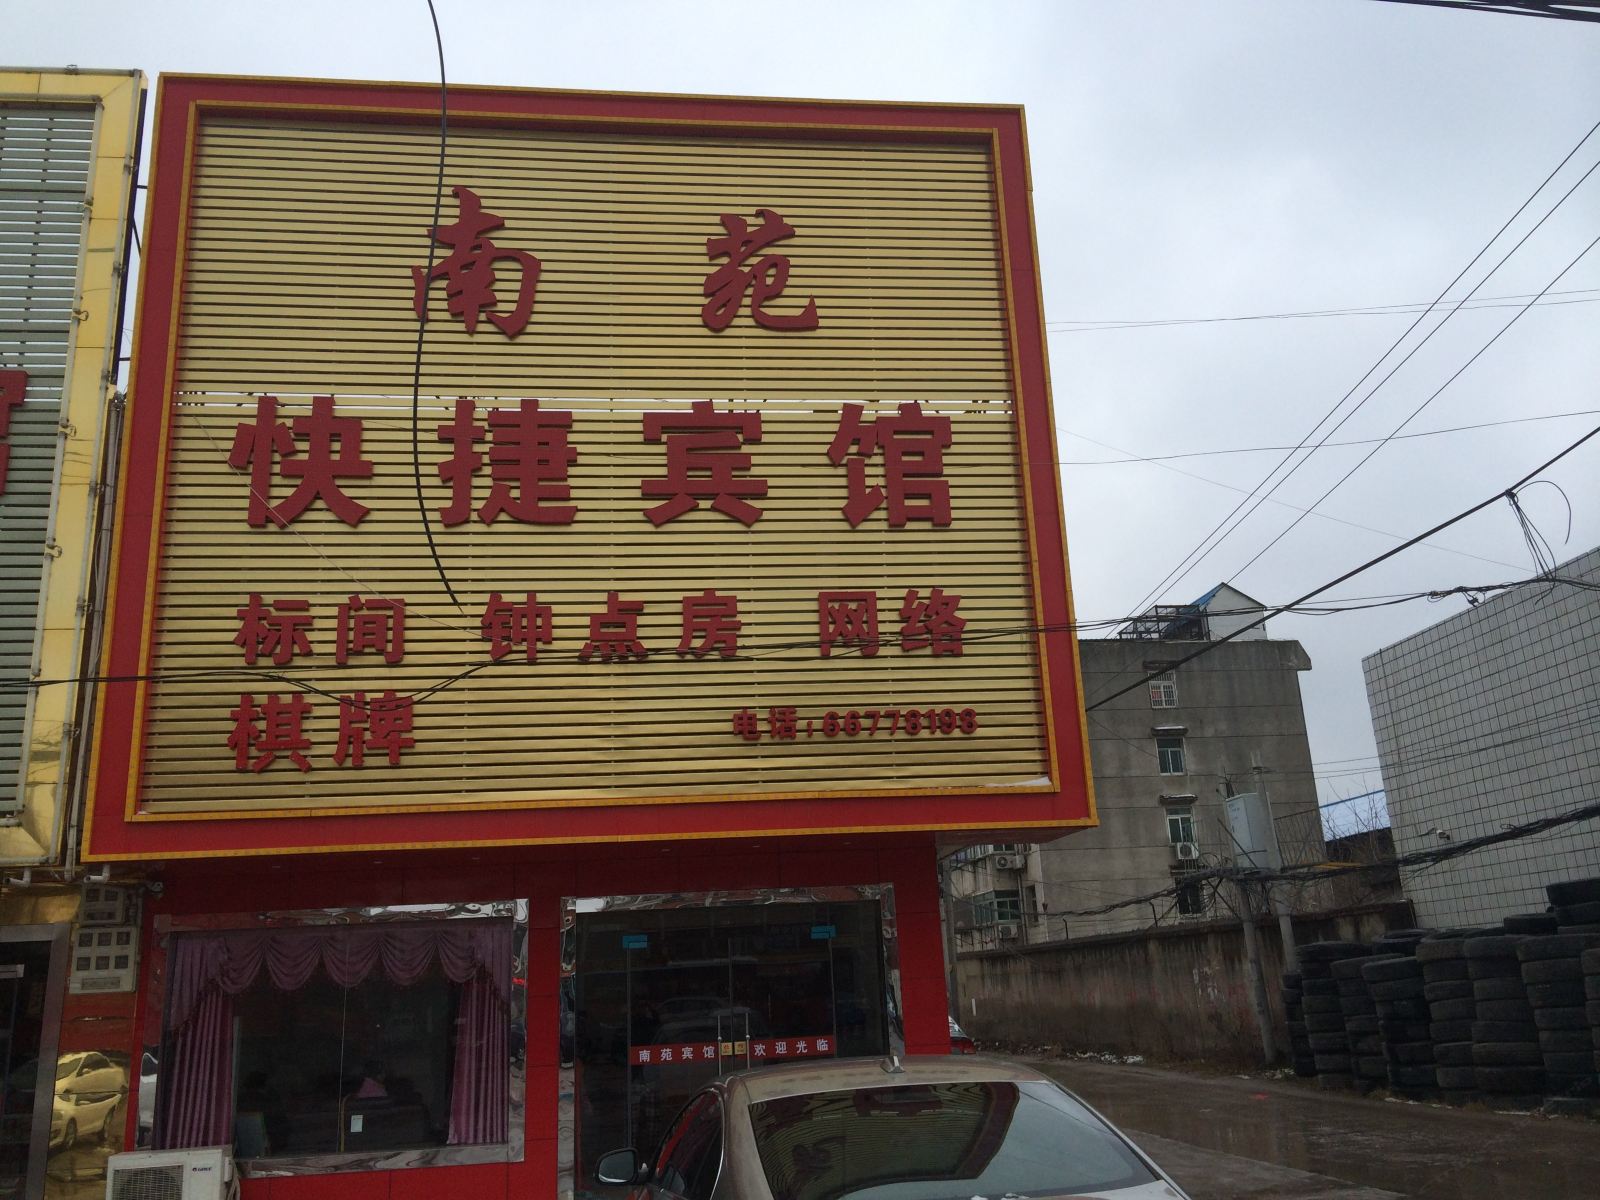 南苑
快捷宾馆
标间 钟点房 网络
棋牌
电话:66778198
南苑宾馆 欢迎光临